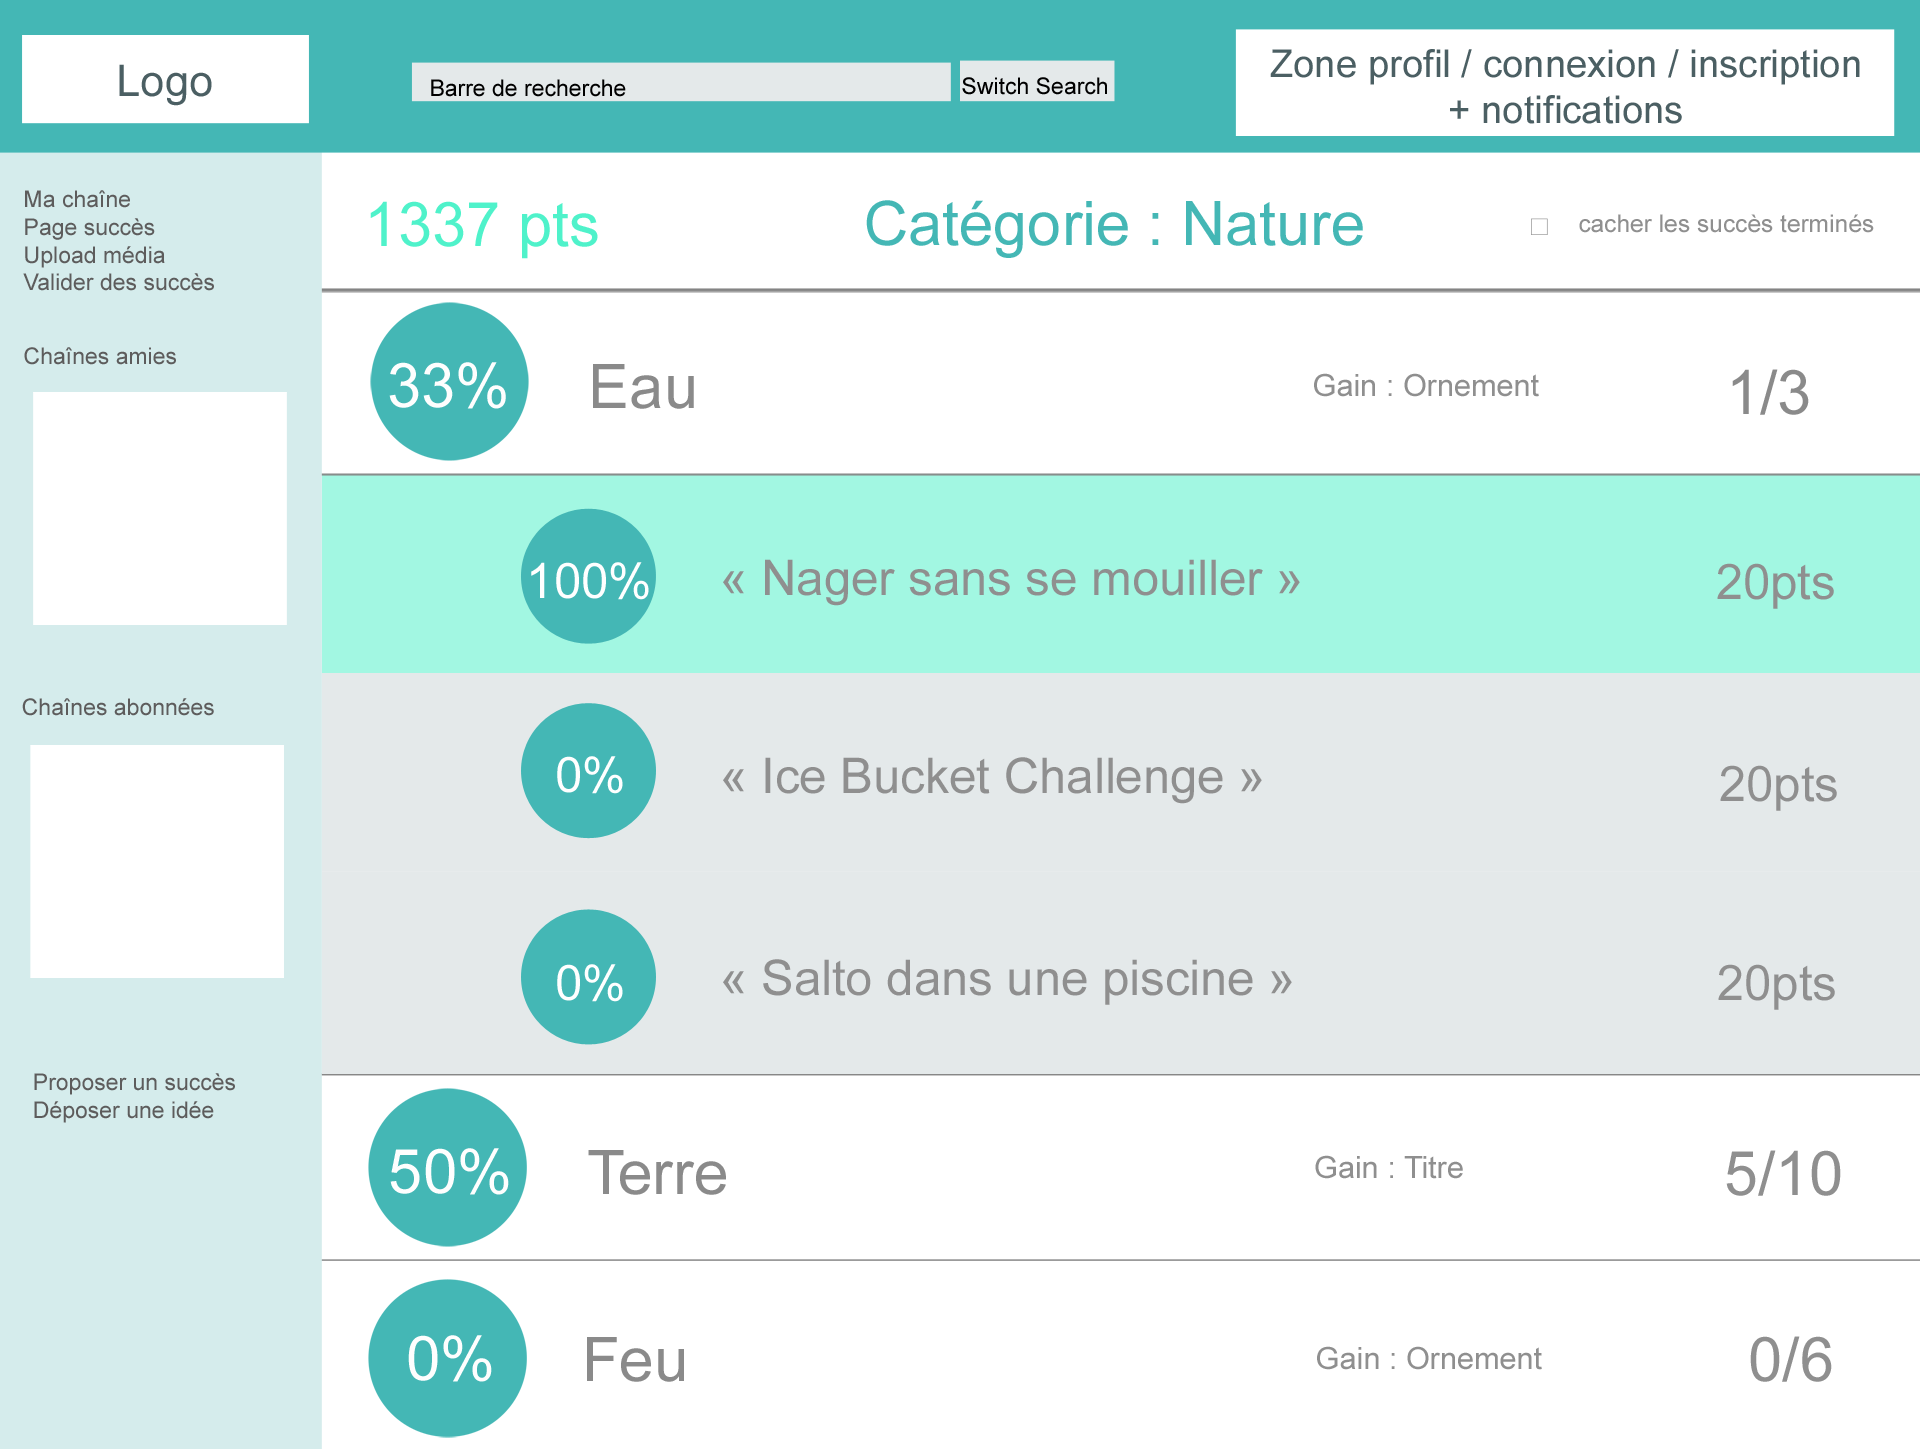 Logo
Barre de recherche
Switch Search
Zone profil / connexion / inscription
+ notifications
Ma chaîne
Page succès
Upload média
Valider des succès
Chaînes amies
Chaînes abonnées
Proposer un succès
Déposer une idée
1337 pts
Catégorie : Nature
cacher les succès terminés
33%
Eau
Gain : Ornement
1/3
100%
« Nager sans se mouiller »
20pts
0%
« Ice Bucket Challenge »
20pts
0%
« Salto dans une piscine »
20pts
50%
Terre
Gain : Titre
5/10
0%
Feu
Gain : Ornement
0/6